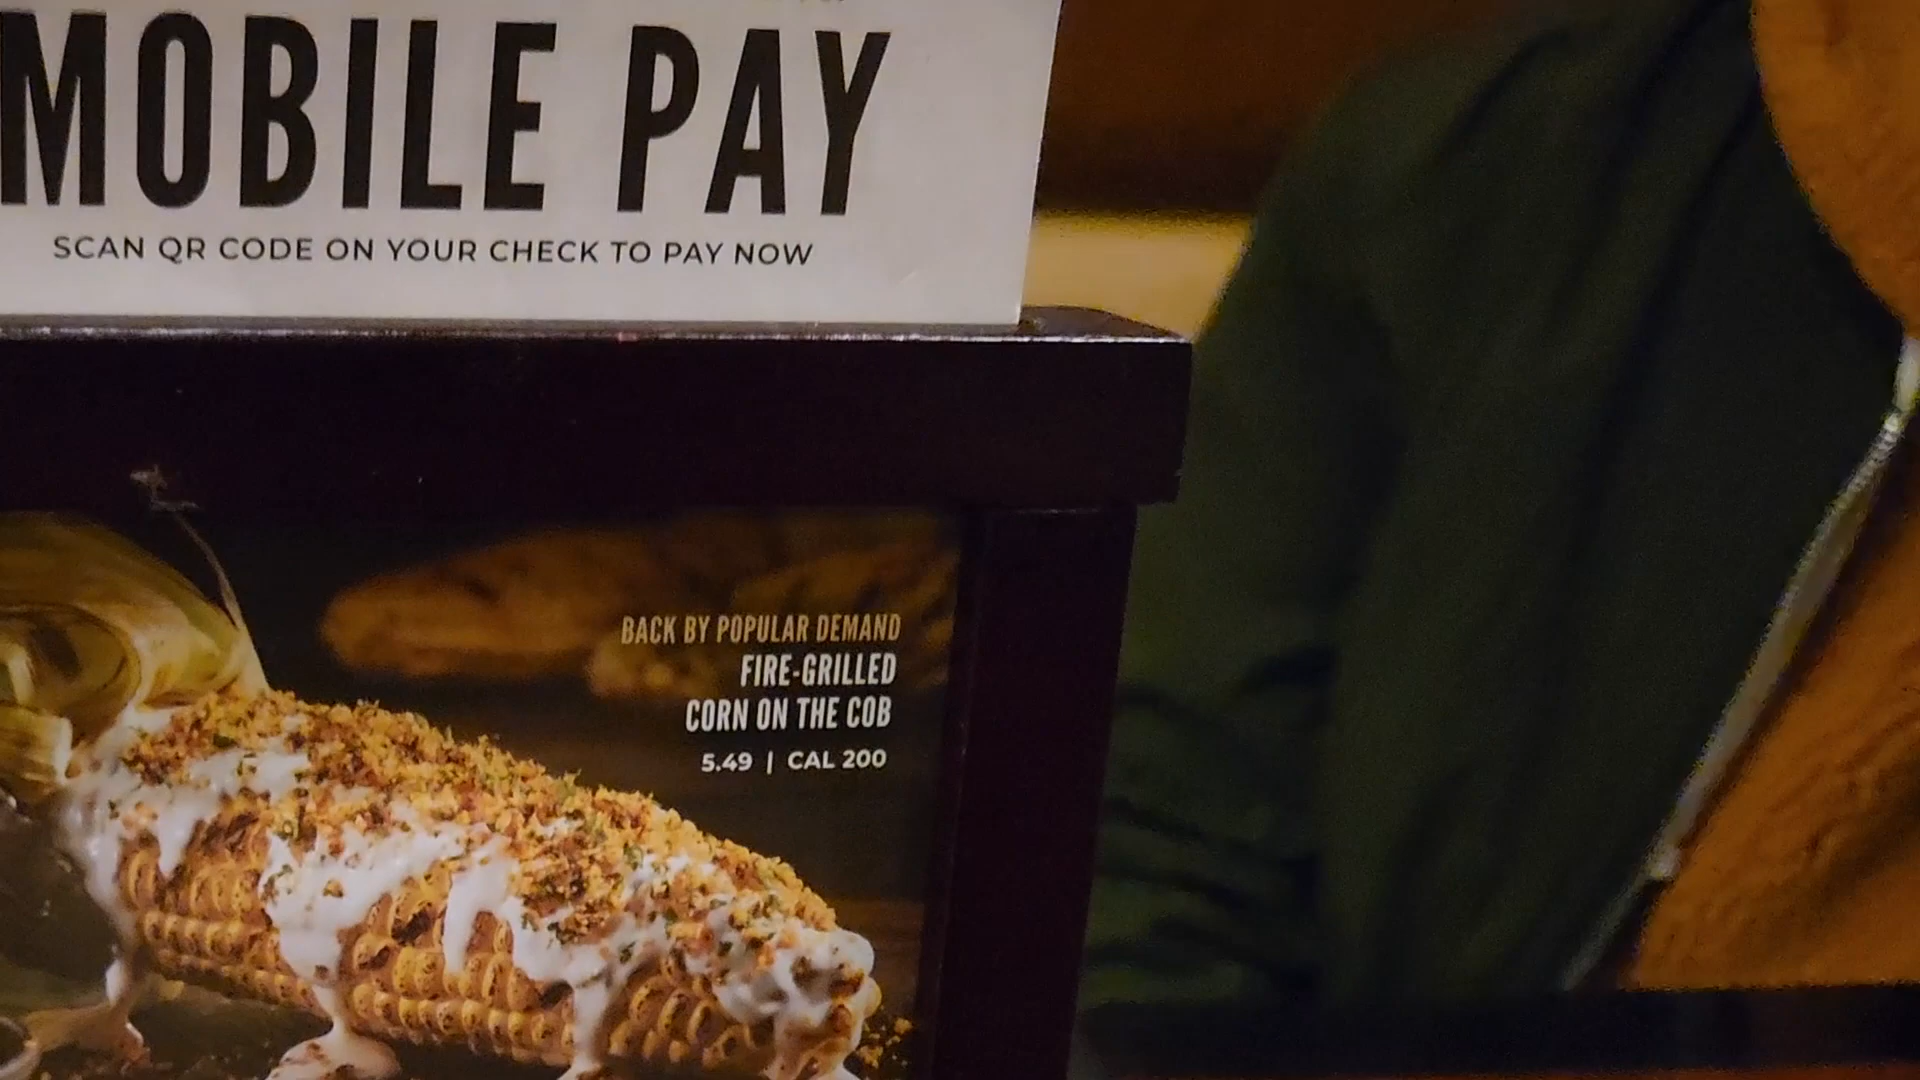 MOBILE PAY
SCAN QR CODE ON YOUR CHECK TO PAY NOW
BACK BY POPULAR DEMAND
FIRE-GRILLED
CORN ON THE COB
5.49 | CAL 200